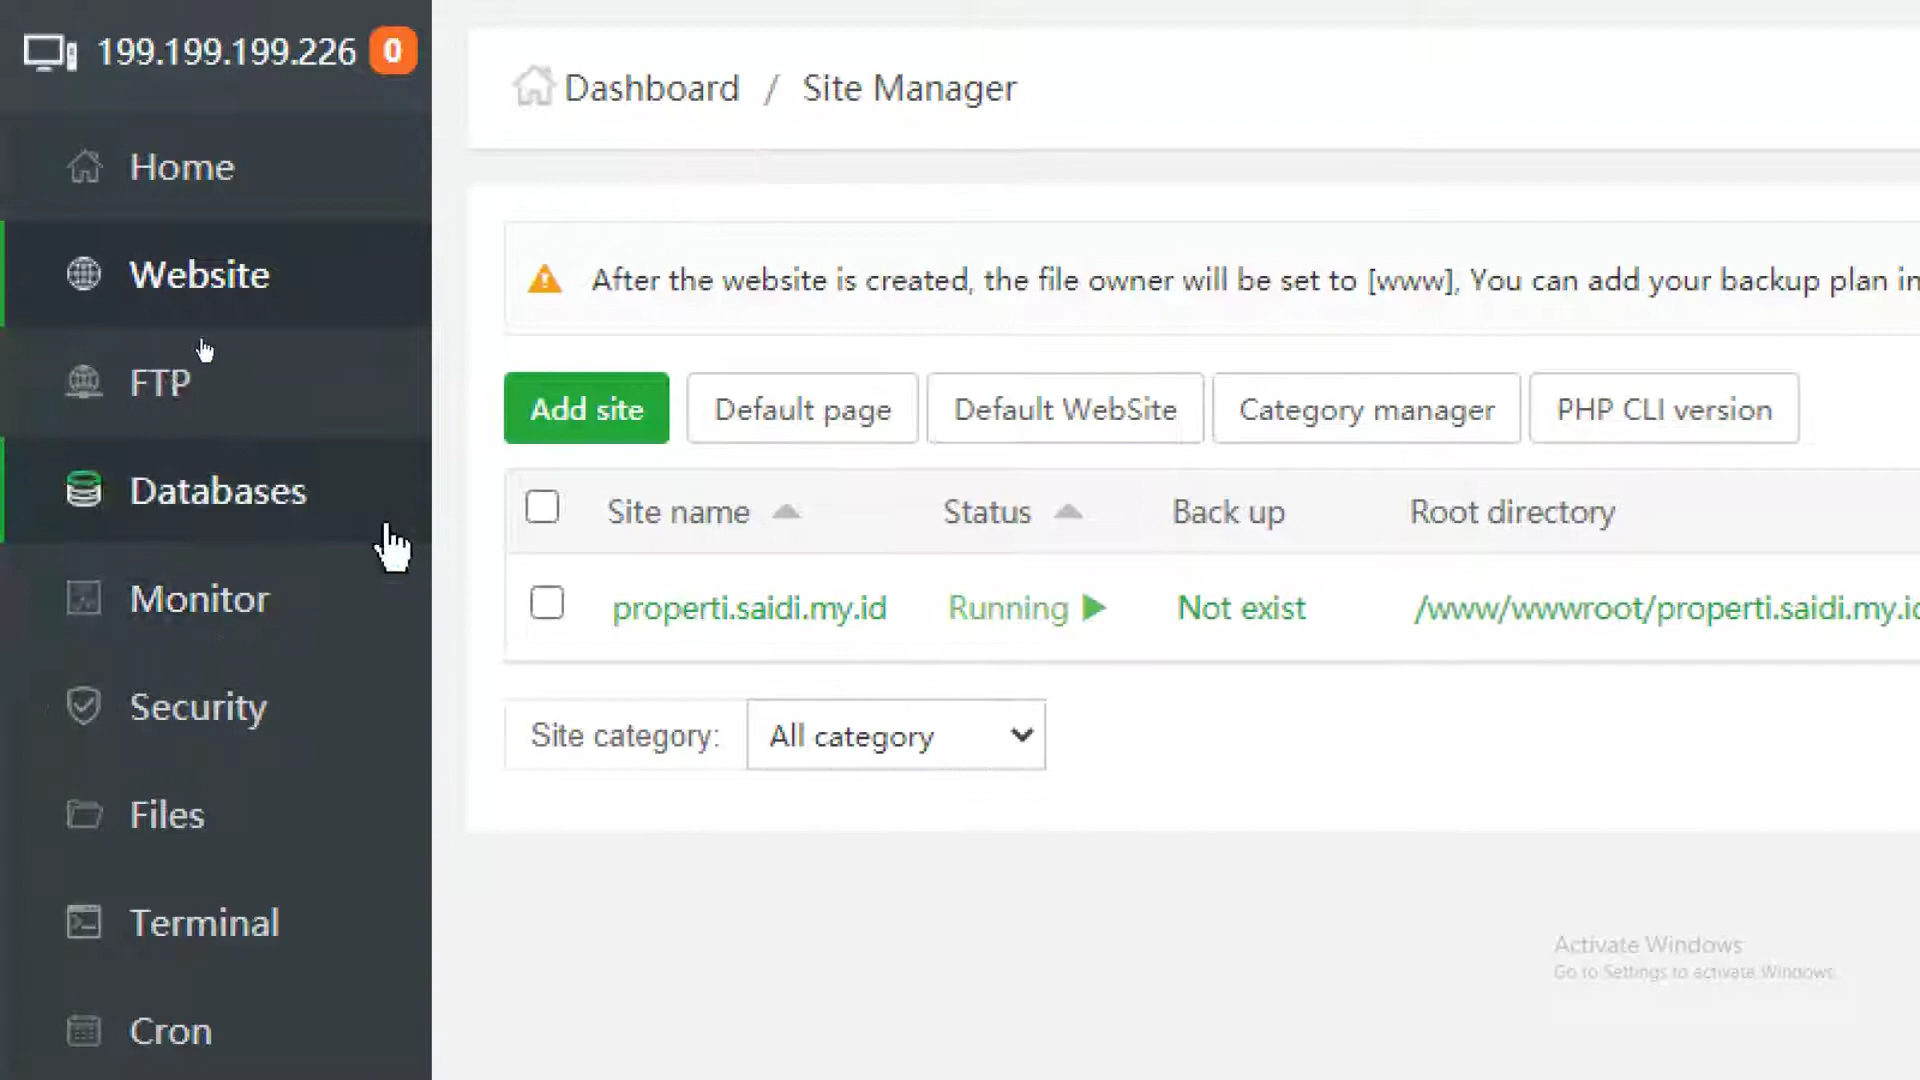 199.199.199.226 0
Home
Website
FTP
Databases
Monitor
Security
Files
Terminal
Cron
Dashboard / Site Manager
After the website is created, the file owner will be set to [www], You can add your backup plan in
Add site Default page Default WebSite Category manager PHP CLI version
Site name Status Back up Root directory
properti.saidi.my.id Running Not exist /www/wwwroot/properti.saidi.my.id
Site category: All category
Activate Windows
Go to Settings to activate Windows.